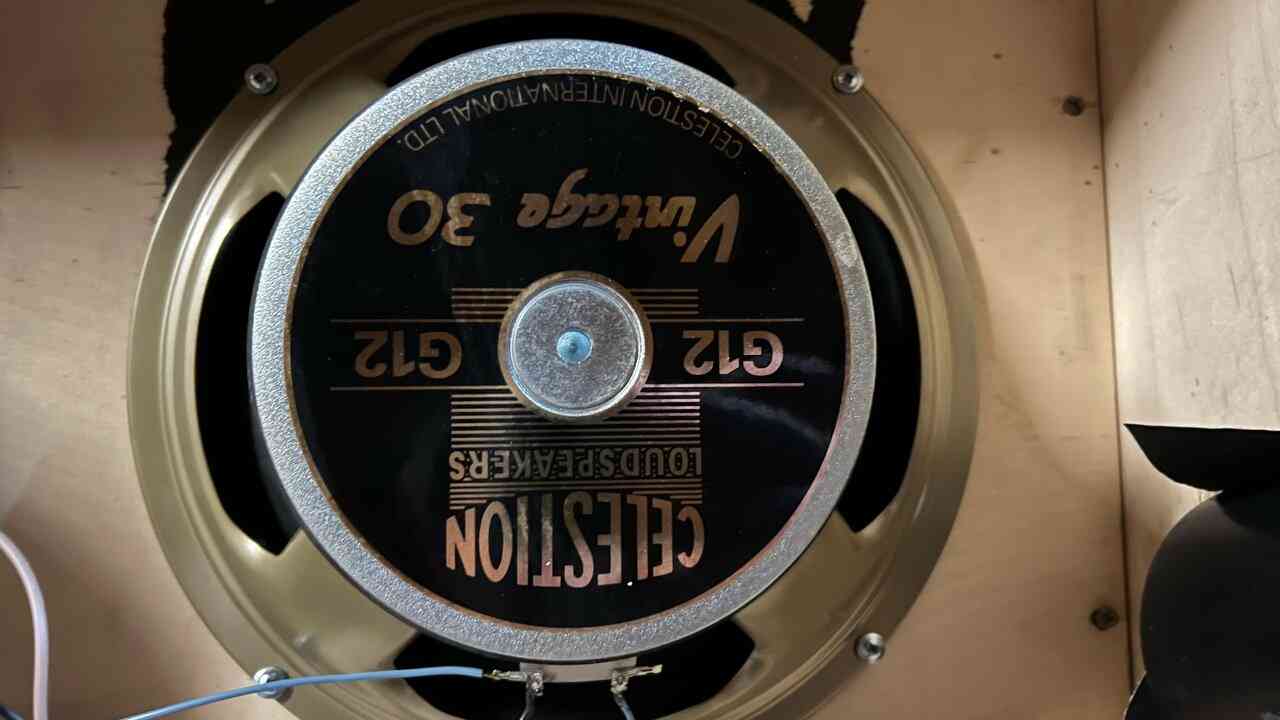 CELESTION
LOUDSPEAKERS
G12 G12
Vintage 30
CELESTION INTERNATIONAL LTD.